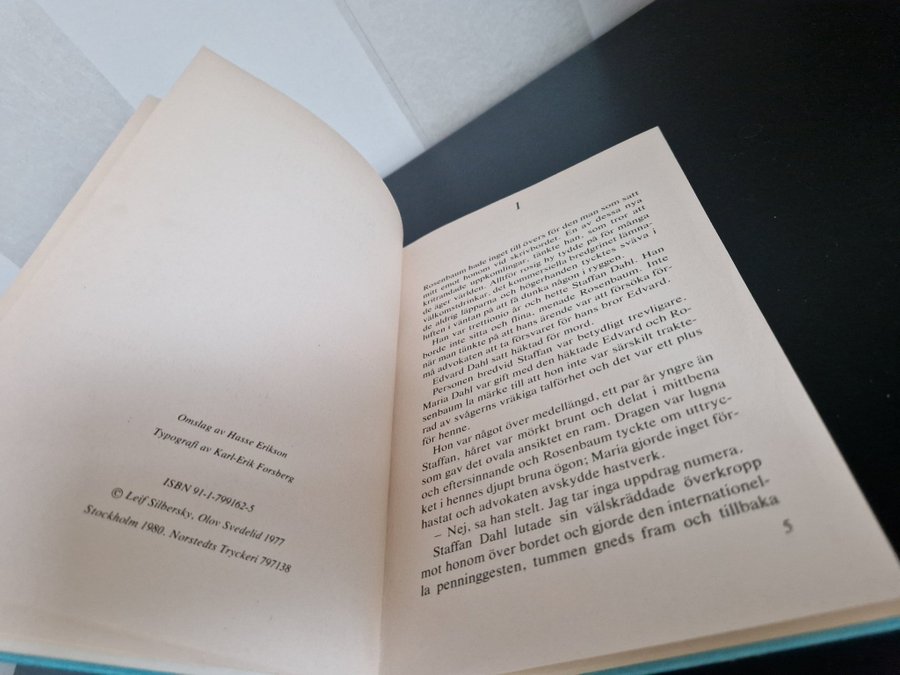 Omslag av Hasse Erikson
Typografi av Karl-Erik Forsberg
ISBN 91-1-799162-5
© Leif Silbersky, Olov Svedelid 1977
Stockholm 1980. Norstedts Tryckeri 797138
1
Rosenbaum hade inget till övers för den man som satt
mitt emot honom vid skrivbordet. En av dessa nya
kritrandade uppkomlingar, tänkte han, som tror att
de äger världen. Alltför rosig hy tydde på för många
välkomstdrinkar, det kommersiella bredgrinet lämna-
de aldrig läpparna och högerhanden tycktes sväva i
luften i väntan på att få dunka någon i ryggen.
Han var trettionio år och hette Staffan Dahl. Han
borde inte sitta och flina, menade Rosenbaum. Inte
när man tänkte på att hans ärende var att försöka för-
må advokaten att ta försvaret för hans bror Edvard.
Edvard Dahl satt häktad för mord.
Personen bredvid Staffan var betydligt trevligare.
Maria Dahl var gift med den häktade Edvard och Ro-
senbaum la märke till att hon inte var särskilt trakte-
rad av svågerns vräkiga talförhet och det var ett plus
för henne.
Hon var något över medellängd, ett par år yngre än
Staffan, håret var mörkt brunt och delat i mittbena
som gav det ovala ansiktet en ram. Dragen var lugna
och eftersinnande och Rosenbaum tyckte om uttryc-
ket i hennes djupt bruna ögon; Maria gjorde inget för-
hastat och advokaten avskydde hastverk.
– Nej, sa han stelt. Jag tar inga uppdrag numera.
Staffan Dahl lutade sin välskräddade överkropp
mot honom över bordet och gjorde den internationel-
la penninggesten, tummen gneds fram och tillbaka
5